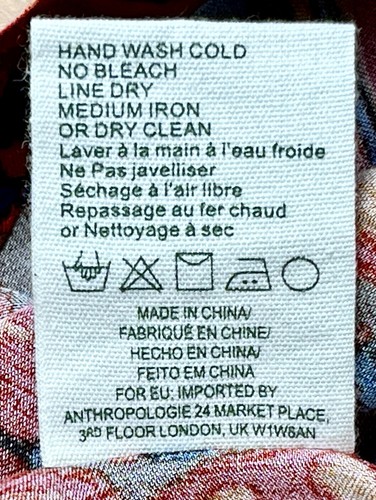 HAND WASH COLD
NO BLEACH
LINE DRY
MEDIUM IRON
OR DRY CLEAN
Laver à la main à l'eau froide
Ne Pas javelliser
Séchage à l'air libre
Repassage au fer chaud
or Nettoyage à sec
MADE IN CHINA/
FABRIQUÉ EN CHINE/
HECHO EN CHINA/
FEITO EM CHINA
FOR EU: IMPORTED BY
ANTHROPOLOGIE 24 MARKET PLACE,
3RD FLOOR LONDON, UK W1W8AN